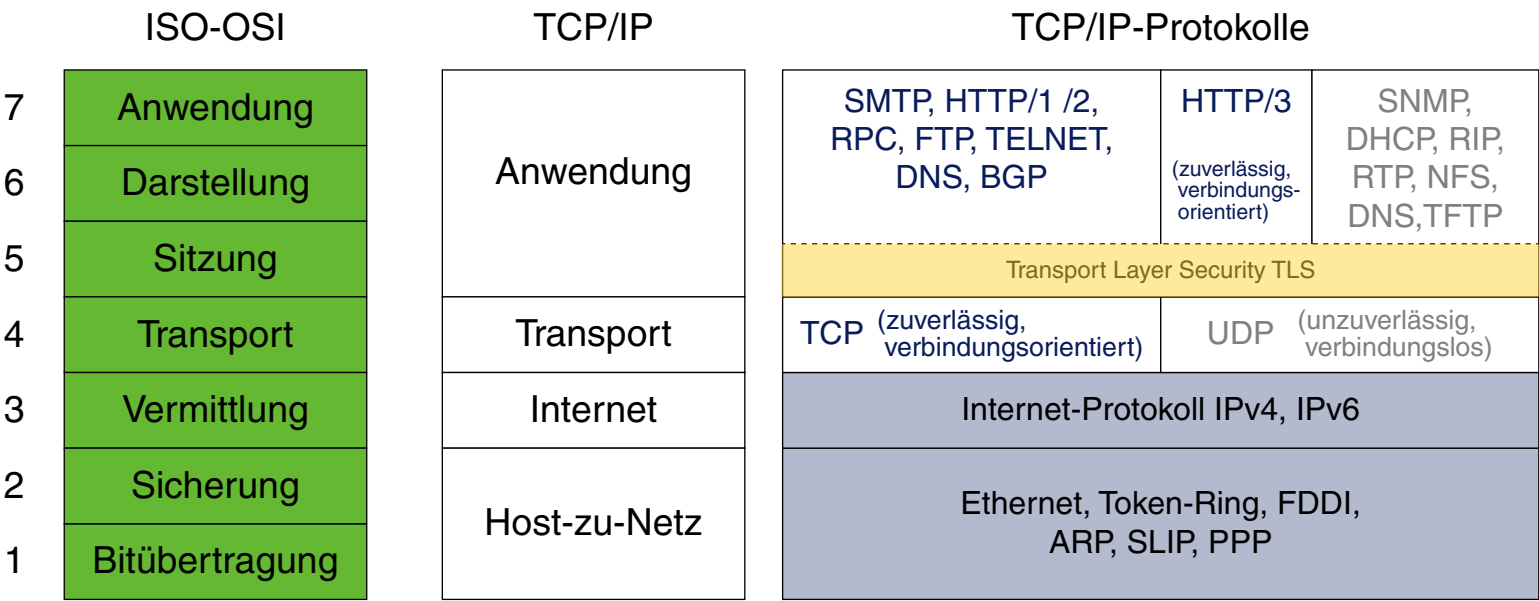 ISO-OSI
TCP/IP
TCP/IP-Protokolle
7
Anwendung
6
Darstellung
5
Sitzung
4
Transport
3
Vermittlung
2
Sicherung
1
Bitübertragung
Anwendung
Transport
Internet
Host-zu-Netz
SMTP, HTTP/1 /2,
RPC, FTP, TELNET,
DNS, BGP
HTTP/3
(zuverlässig,
verbindungs-
orientiert)
SNMP,
DHCP, RIP,
RTP, NFS,
DNS,TFTP
Transport Layer Security TLS
TCP (zuverlässig,
verbindungsorientiert)
UDP (unzuverlässig,
verbindungslos)
Internet-Protokoll IPv4, IPv6
Ethernet, Token-Ring, FDDI,
ARP, SLIP, PPP